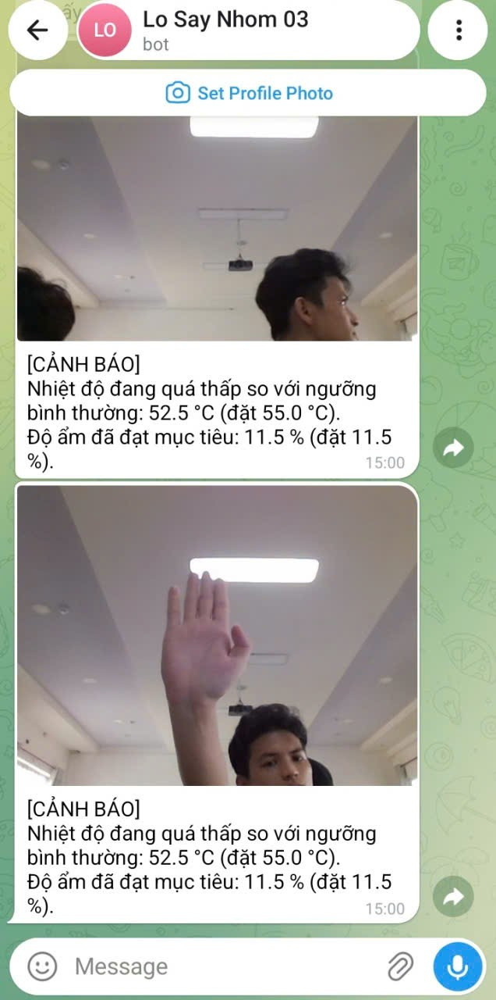 LO
Lo Say Nhom 03
bot
Set Profile Photo
[CẢNH BÁO]
Nhiệt độ đang quá thấp so với ngưỡng
bình thường: 52.5 °C (đặt 55.0 °C).
Độ ẩm đã đạt mục tiêu: 11.5 % (đặt 11.5
%).
15:00
[CẢNH BÁO]
Nhiệt độ đang quá thấp so với ngưỡng
bình thường: 52.5 °C (đặt 55.0 °C).
Độ ẩm đã đạt mục tiêu: 11.5 % (đặt 11.5
%).
15:00
Message